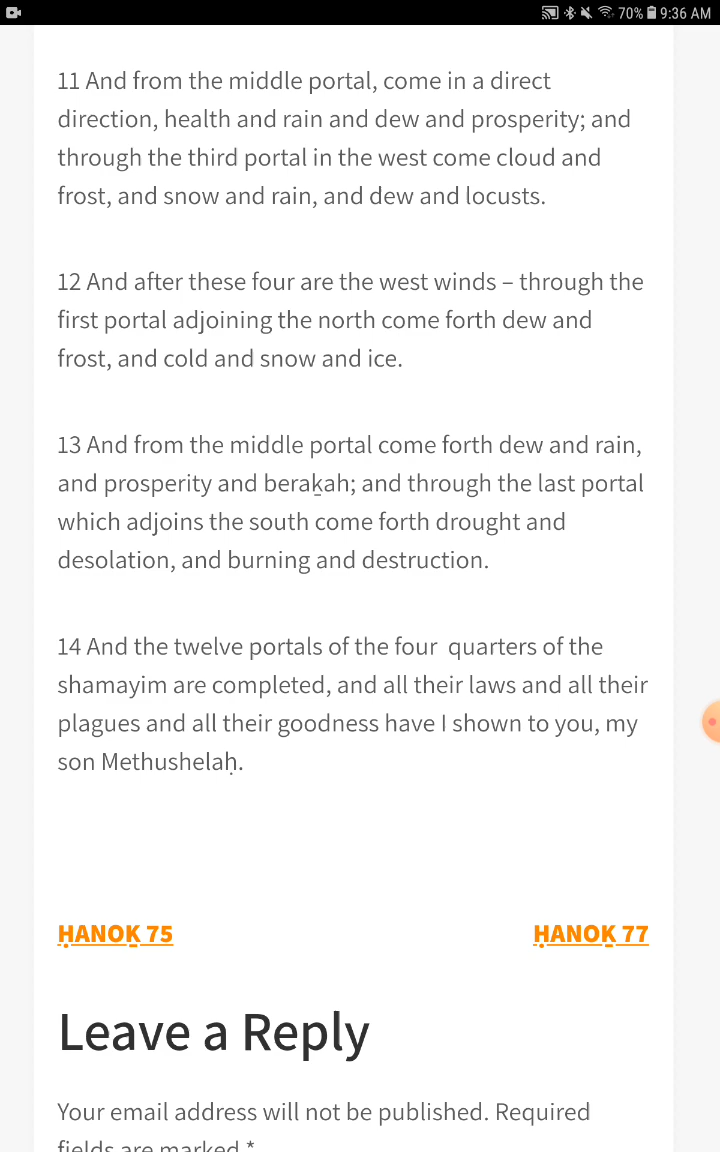 70% 9:36 AM
11 And from the middle portal, come in a direct
direction, health and rain and dew and prosperity; and
through the third portal in the west come cloud and
frost, and snow and rain, and dew and locusts.
12 And after these four are the west winds – through the
first portal adjoining the north come forth dew and
frost, and cold and snow and ice.
13 And from the middle portal come forth dew and rain,
and prosperity and beraḵah; and through the last portal
which adjoins the south come forth drought and
desolation, and burning and destruction.
14 And the twelve portals of the four  quarters of the
shamayim are completed, and all their laws and all their
plagues and all their goodness have I shown to you, my
son Methushelaḥ.
ḤANOḴ 75
ḤANOḴ 77
Leave a Reply
Your email address will not be published. Required
fields are marked *